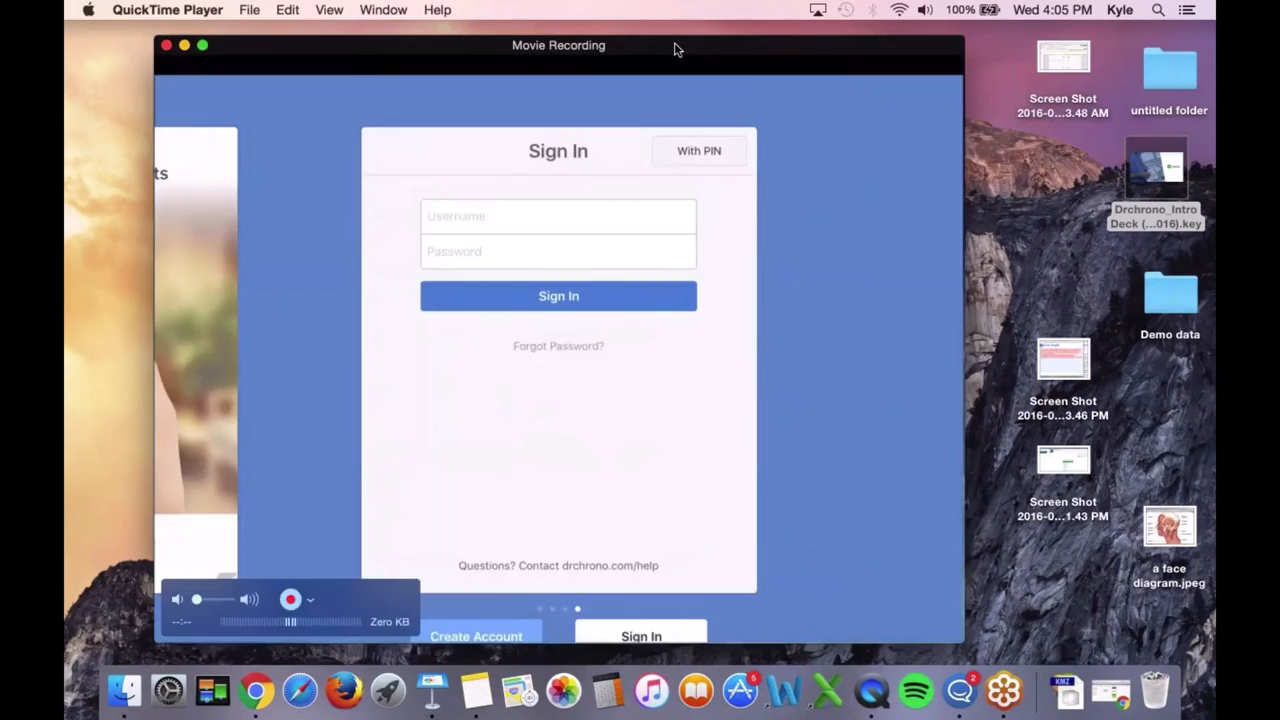 QuickTime Player File Edit View Window Help 100% Wed 4:05 PM Kyle
Movie Recording
ts
Sign In
With PIN
Username
Password
Sign In
Forgot Password?
Questions? Contact drchrono.com/help
--:--
Zero KB
Create Account
Sign In
Screen Shot
2016-0...3.48 AM
untitled folder
Drchrono_Intro
Deck (...016).key
Demo data
Screen Shot
2016-0...3.46 PM
Screen Shot
2016-0...1.43 PM
a face
diagram.jpeg
5
2
KMZ